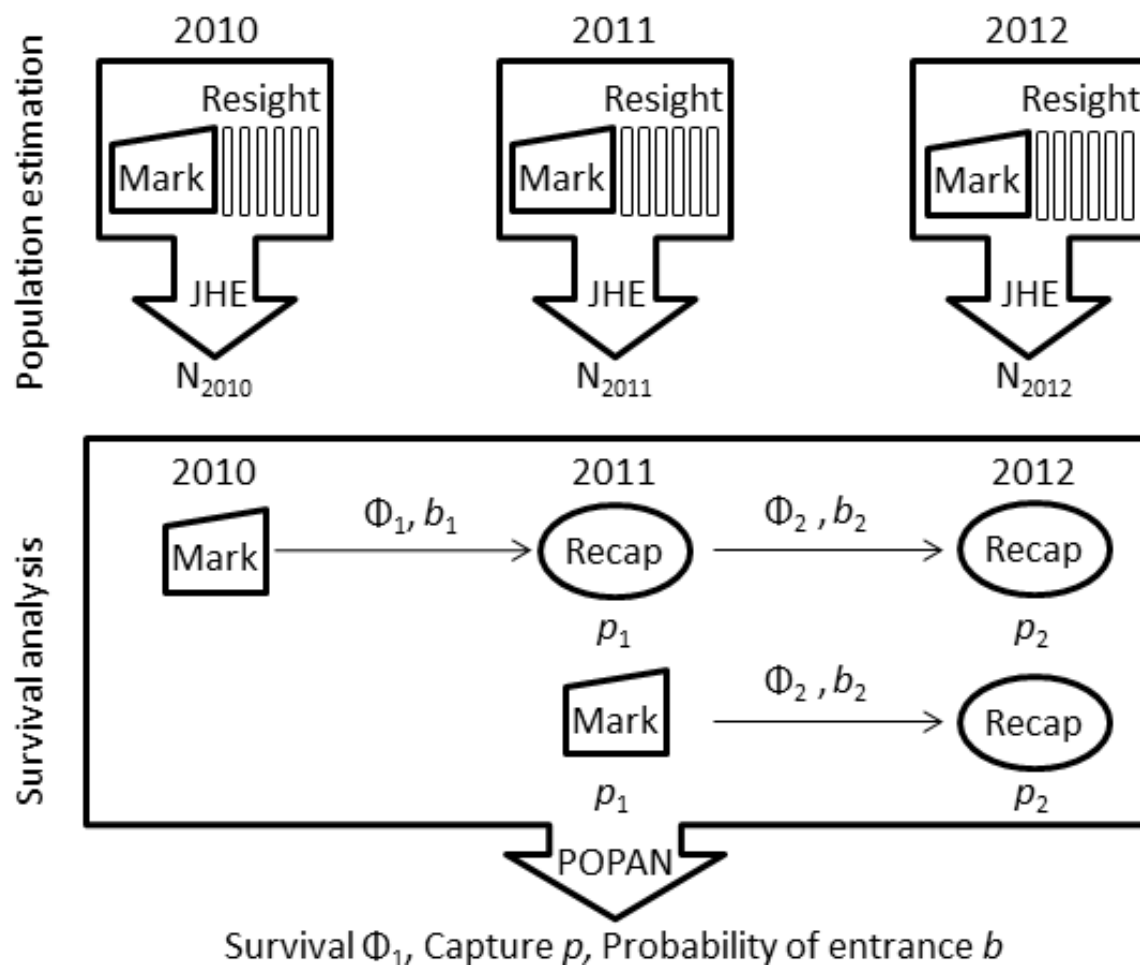 Population estimation
2010 2011 2012
Resight Resight Resight
Mark Mark Mark
JHE JHE JHE
N2010 N2011 N2012
Survival analysis
2010 2011 2012
Φ1, b1 Φ2 , b2
Mark Recap Recap
p1 p2
Φ2 , b2
Mark Recap
p1 p2
POPAN
Survival Φ1, Capture p, Probability of entrance b